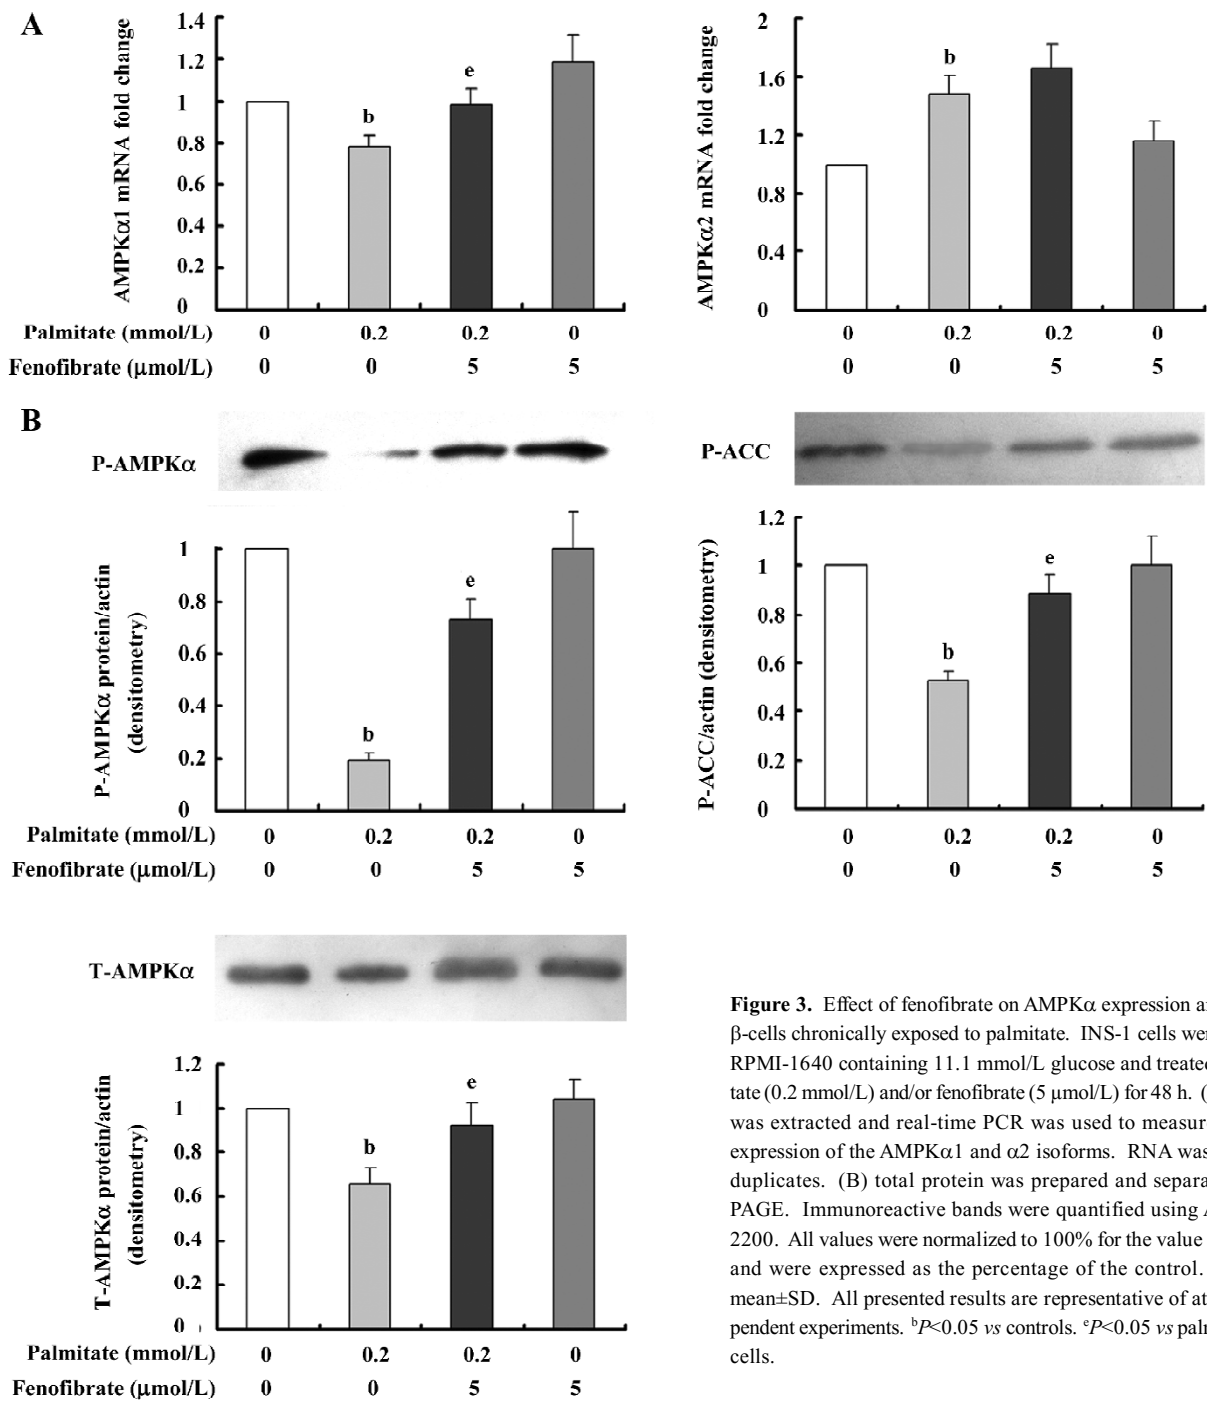 A
AMPKα1 mRNA fold change
1.4
1.2
1
0.8
0.6
0.4
0.2
0
b
e
Palmitate (mmol/L) 0 0.2 0.2 0
Fenofibrate (μmol/L) 0 0 5 5
AMPKα2 mRNA fold change
2
1.6
1.2
0.8
0.4
0
b
0 0.2 0.2 0
0 0 5 5
B
P-AMPKα
P-AMPKα protein/actin
(densitometry)
1
0.8
0.6
0.4
0.2
0
b
e
Palmitate (mmol/L) 0 0.2 0.2 0
Fenofibrate (μmol/L) 0 0 5 5
P-ACC
P-ACC/actin (densitometry)
1.2
1
0.8
0.6
0.4
0.2
0
b
e
0 0.2 0.2 0
0 0 5 5
T-AMPKα
T-AMPKα protein/actin
(densitometry)
1.2
1
0.8
0.6
0.4
0.2
0
b
e
Palmitate (mmol/L) 0 0.2 0.2 0
Fenofibrate (μmol/L) 0 0 5 5
Figure 3. Effect of fenofibrate on AMPKα expression a
β-cells chronically exposed to palmitate. INS-1 cells wer
RPMI-1640 containing 11.1 mmol/L glucose and treated
tate (0.2 mmol/L) and/or fenofibrate (5 μmol/L) for 48 h. (
was extracted and real-time PCR was used to measur
expression of the AMPKα1 and α2 isoforms. RNA was
duplicates. (B) total protein was prepared and separa
PAGE. Immunoreactive bands were quantified using A
2200. All values were normalized to 100% for the value
and were expressed as the percentage of the control.
mean±SD. All presented results are representative of at
pendent experiments. ᵇP<0.05 vs controls. ᵉP<0.05 vs palm
cells.